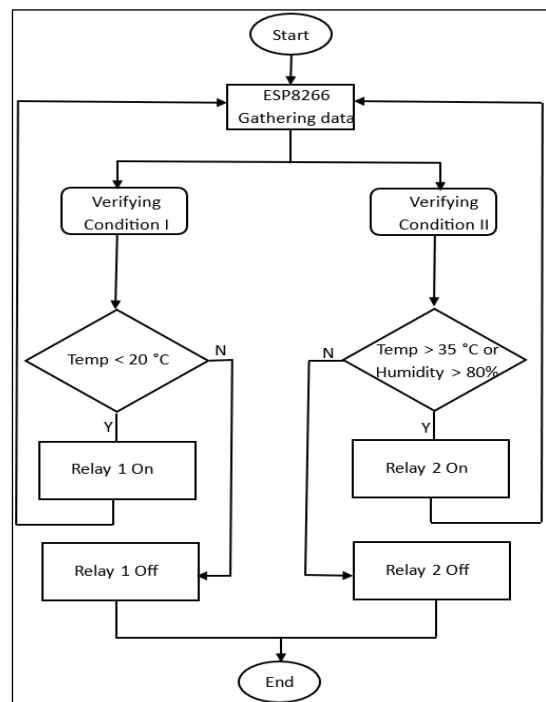 Start
ESP8266
Gathering data
Verifying
Condition I
Verifying
Condition II
Temp < 20 °C
N
Y
N
Temp > 35 °C or
Humidity > 80%
Y
Relay 1 On
Relay 2 On
Relay 1 Off
Relay 2 Off
End